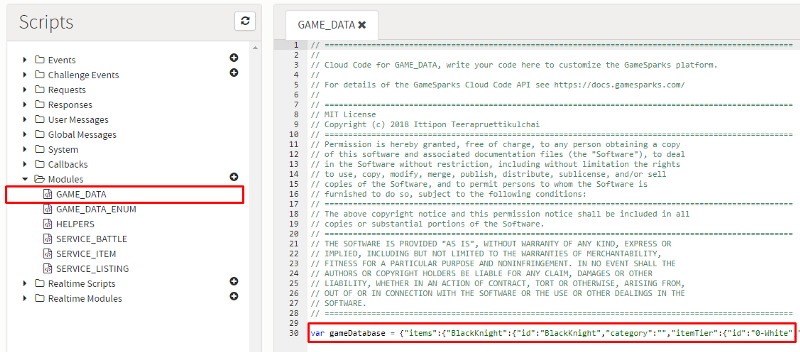 Scripts
Events
Challenge Events
Requests
Responses
User Messages
Global Messages
System
Callbacks
Modules
GAME_DATA
GAME_DATA_ENUM
HELPERS
SERVICE_BATTLE
SERVICE_ITEM
SERVICE_LISTING
Realtime Scripts
Realtime Modules
GAME_DATA ✖
1 // ====================================================================================================
2 //
3 // Cloud Code for GAME_DATA, write your code here to customize the GameSparks platform.
4 //
5 // For details of the GameSparks Cloud Code API see https://docs.gamesparks.com/
6 //
7 // ====================================================================================================
8 // MIT License
9 // Copyright (c) 2018 Ittipon Teerapruettikulchai
10 // ====================================================================================================
11 // Permission is hereby granted, free of charge, to any person obtaining a copy
12 // of this software and associated documentation files (the "Software"), to deal
13 // in the Software without restriction, including without limitation the rights
14 // to use, copy, modify, merge, publish, distribute, sublicense, and/or sell
15 // copies of the Software, and to permit persons to whom the Software is
16 // furnished to do so, subject to the following conditions:
17 // ====================================================================================================
18 // The above copyright notice and this permission notice shall be included in all
19 // copies or substantial portions of the Software.
20 // ====================================================================================================
21 // THE SOFTWARE IS PROVIDED "AS IS", WITHOUT WARRANTY OF ANY KIND, EXPRESS OR
22 // IMPLIED, INCLUDING BUT NOT LIMITED TO THE WARRANTIES OF MERCHANTABILITY,
23 // FITNESS FOR A PARTICULAR PURPOSE AND NONINFRINGEMENT. IN NO EVENT SHALL THE
24 // AUTHORS OR COPYRIGHT HOLDERS BE LIABLE FOR ANY CLAIM, DAMAGES OR OTHER
25 // LIABILITY, WHETHER IN AN ACTION OF CONTRACT, TORT OR OTHERWISE, ARISING FROM,
26 // OUT OF OR IN CONNECTION WITH THE SOFTWARE OR THE USE OR OTHER DEALINGS IN THE
27 // SOFTWARE.
28 // ====================================================================================================
29
30 var gameDatabase = {"items":{"BlackKnight":{"id":"BlackKnight","category":"","itemTier":{"id":"0-White"